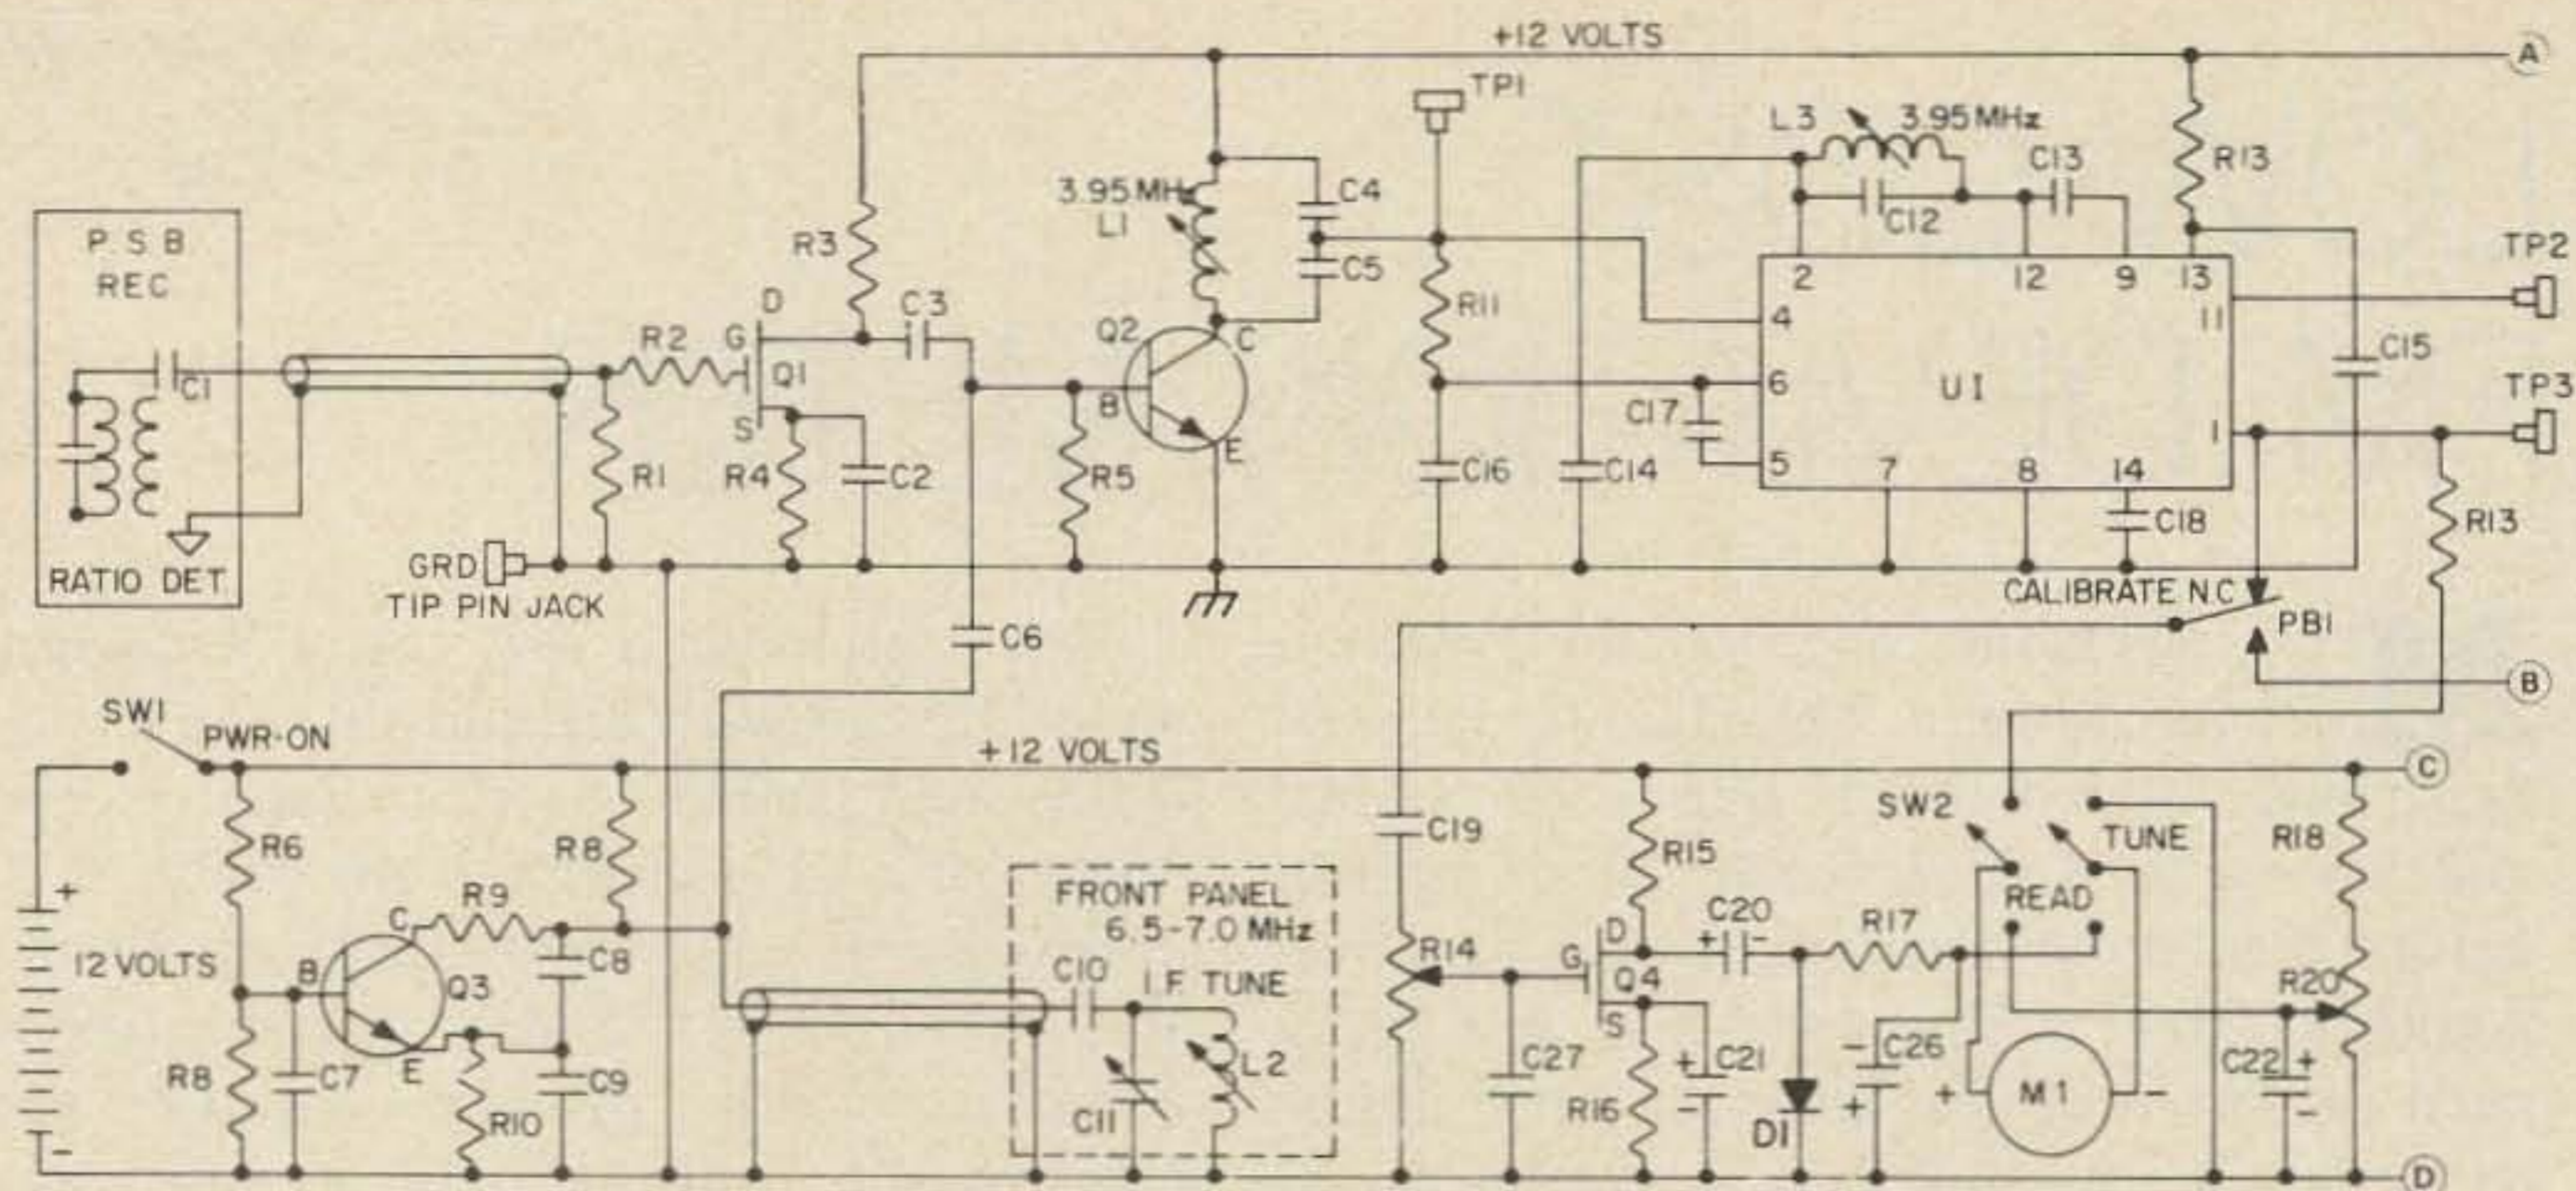 +12 VOLTS
A
TP1
L3 3.95 MHz
C13
R13
C12
P S B
REC
C1
RATIO DET
3.95 MH
L1
C4
C5
R3
D
C3
R2
G
Q1
S
R1
R4
C2
Q2
C
B
E
R5
R11
C16
C14
C17
2
12
9
13
4
6
5
7
8
14
11
1
U1
C18
C15
TP2
TP3
R13
GRD
TIP PIN JACK
C6
CALIBRATE N.C
PB1
B
SW1
PWR-ON
+12 VOLTS
C
R6
R8
R9
C
B
Q3
E
C8
+
12 VOLTS
-
R8
C7
R10
C9
FRONT PANEL
6.5-7.0 MHz
C10
I F TUNE
C11
L2
C19
R14
C27
R15
G
D
Q4
S
R16
+
C21
-
C20
+ -
R17
D1
-
C26
+
SW2
TUNE
READ
+
M1
-
R18
R20
C22
+
-
D